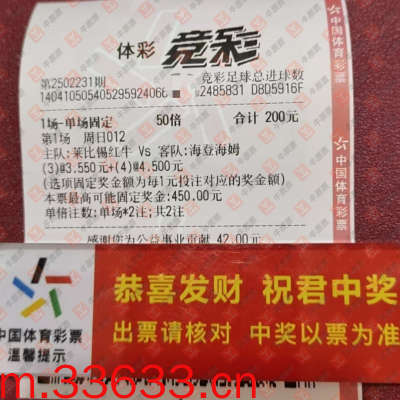 体彩 竞彩
第2502231期 竞彩足球总进球数
140410505405295924066 2485831 D8D5916F
1场-单场固定 50倍 合计 200元
第1场 周日012
主队:莱比锡红牛 Vs 客队:海登海姆
(3)@3.550元+(4)@4.500元
(选项固定奖金额为每1元投注对应的奖金额)
本票最高可能固定奖金:450.00元
单倍注数:单场*2注;共2注
感谢您为公益事业贡献 42.00元
中国体育彩票
中国体育彩票
恭喜发财 祝君中奖
出票请核对 中奖以票为准
中国体育彩票
温馨提示
m.33633.cn